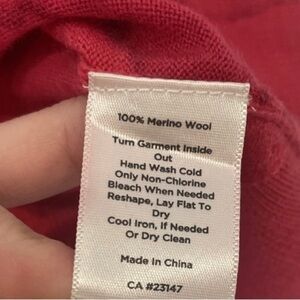 100% Merino Wool
Turn Garment Inside
Out
Hand Wash Cold
Only Non-Chlorine
Bleach When Needed
Reshape, Lay Flat To
Dry
Cool Iron, If Needed
Or Dry Clean
Made in China
CA #23147